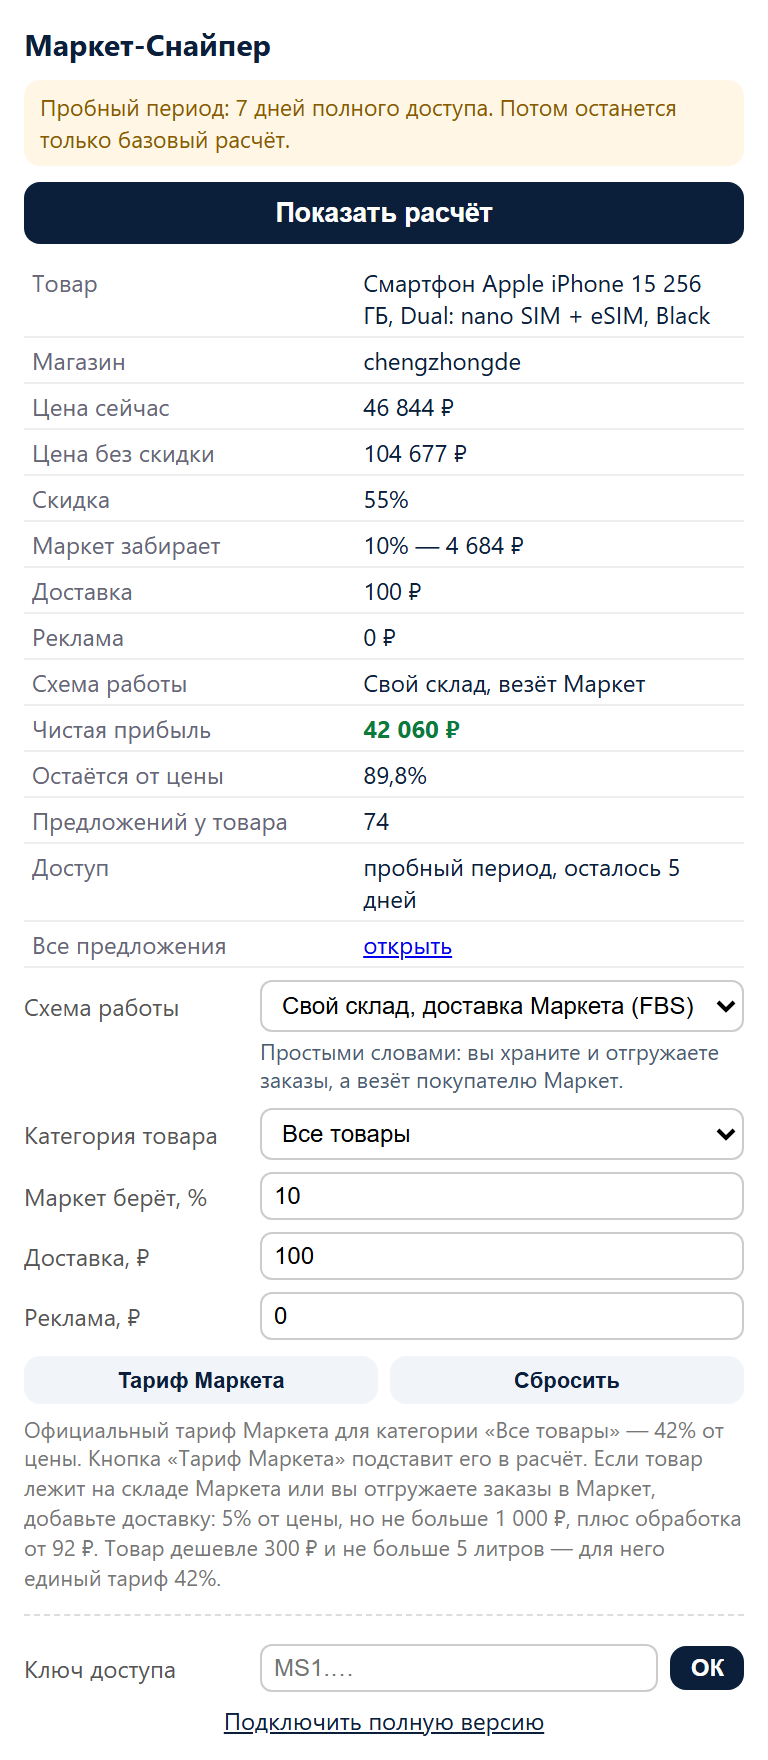 Маркет-Снайпер
Пробный период: 7 дней полного доступа. Потом останется
только базовый расчёт.
Показать расчёт
Товар Смартфон Apple iPhone 15 256
ГБ, Dual: nano SIM + eSIM, Black
Магазин chengzhongde
Цена сейчас 46 844 ₽
Цена без скидки 104 677 ₽
Скидка 55%
Маркет забирает 10% — 4 684 ₽
Доставка 100 ₽
Реклама 0 ₽
Схема работы Свой склад, везёт Маркет
Чистая прибыль 42 060 ₽
Остаётся от цены 89,8%
Предложений у товара 74
Доступ пробный период, осталось 5
дней
Все предложения открыть
Схема работы Свой склад, доставка Маркета (FBS)
Простыми словами: вы храните и отгружаете
заказы, а везёт покупателю Маркет.
Категория товара Все товары
Маркет берёт, % 10
Доставка, ₽ 100
Реклама, ₽ 0
Тариф Маркета Сбросить
Официальный тариф Маркета для категории «Все товары» — 42% от
цены. Кнопка «Тариф Маркета» подставит его в расчёт. Если товар
лежит на складе Маркета или вы отгружаете заказы в Маркет,
добавьте доставку: 5% от цены, но не больше 1 000 ₽, плюс обработка
от 92 ₽. Товар дешевле 300 ₽ и не больше 5 литров — для него
единый тариф 42%.
Ключ доступа MS1.… ОК
Подключить полную версию